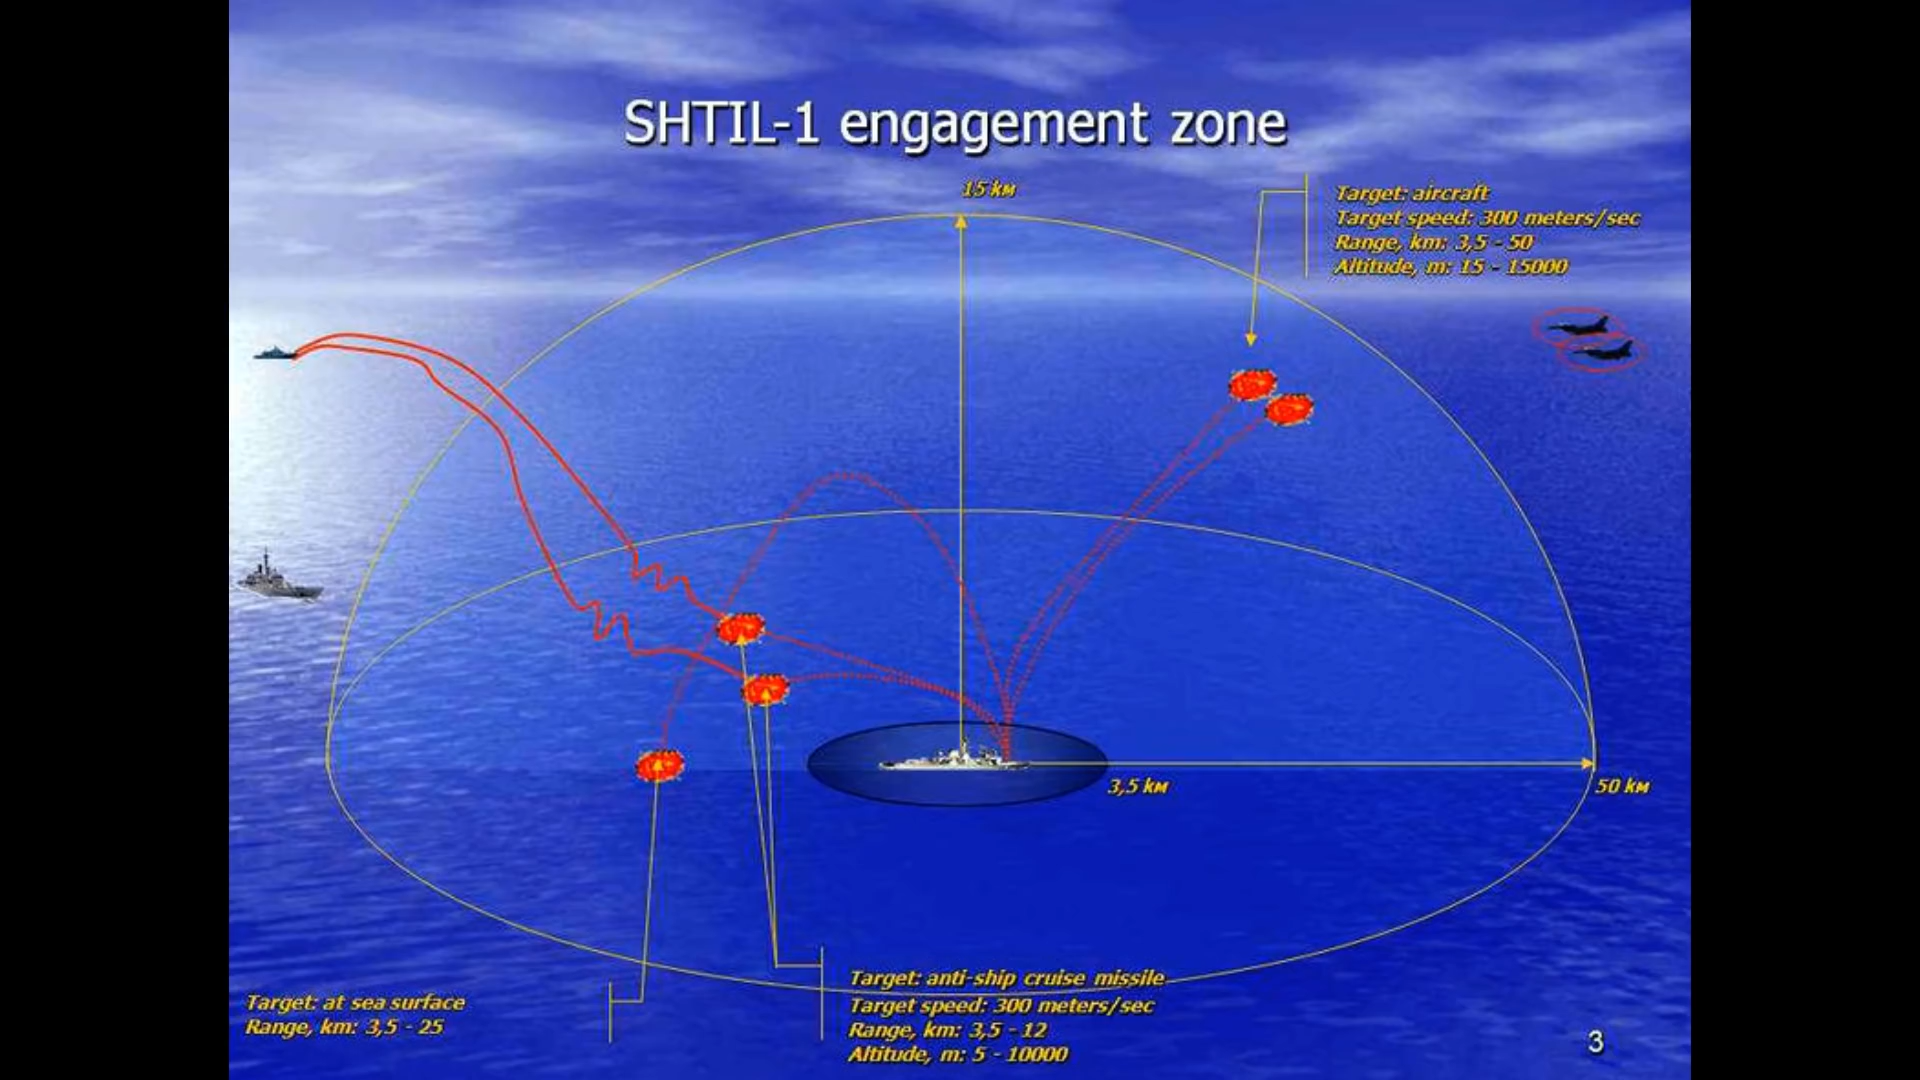 SHTIL-1 engagement zone
15 км
Target: aircraft
Target speed: 300 meters/sec
Range, km: 3,5 - 50
Altitude, m: 15 - 15000
3,5 км
50 км
Target: at sea surface
Range, km: 3,5 - 25
Target: anti-ship cruise missile
Target speed: 300 meters/sec
Range, km: 3,5 - 12
Altitude, m: 5 - 10000
3